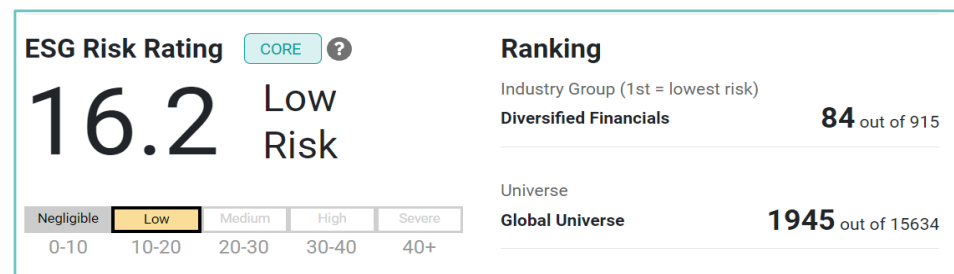 ESG Risk Rating CORE ?
16.2 Low
Risk
Negligible Low Medium High Severe
0-10 10-20 20-30 30-40 40+
Ranking
Industry Group (1st = lowest risk)
Diversified Financials 84 out of 915
Universe
Global Universe 1945 out of 15634